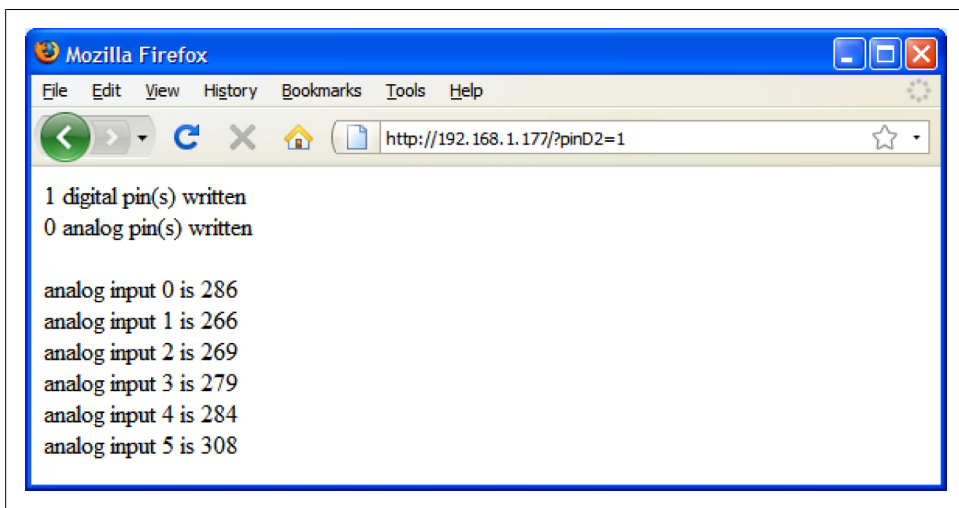 Mozilla Firefox
File Edit View History Bookmarks Tools Help
http://192.168.1.177/?pinD2=1
1 digital pin(s) written
0 analog pin(s) written
analog input 0 is 286
analog input 1 is 266
analog input 2 is 269
analog input 3 is 279
analog input 4 is 284
analog input 5 is 308